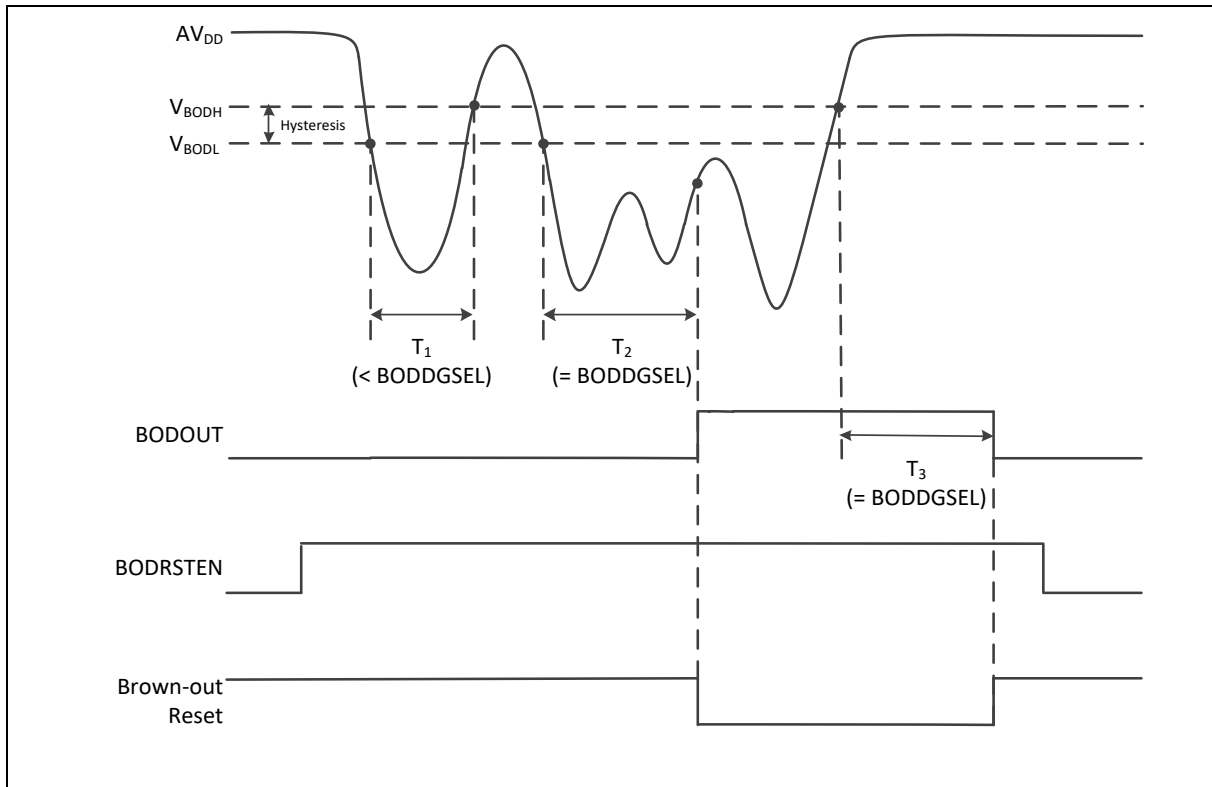 AVDD
VBODH
Hysteresis
VBODL
T1
(< BODDGSEL)
T2
(= BODDGSEL)
BODOUT
T3
(= BODDGSEL)
BODRSTEN
Brown-out
Reset